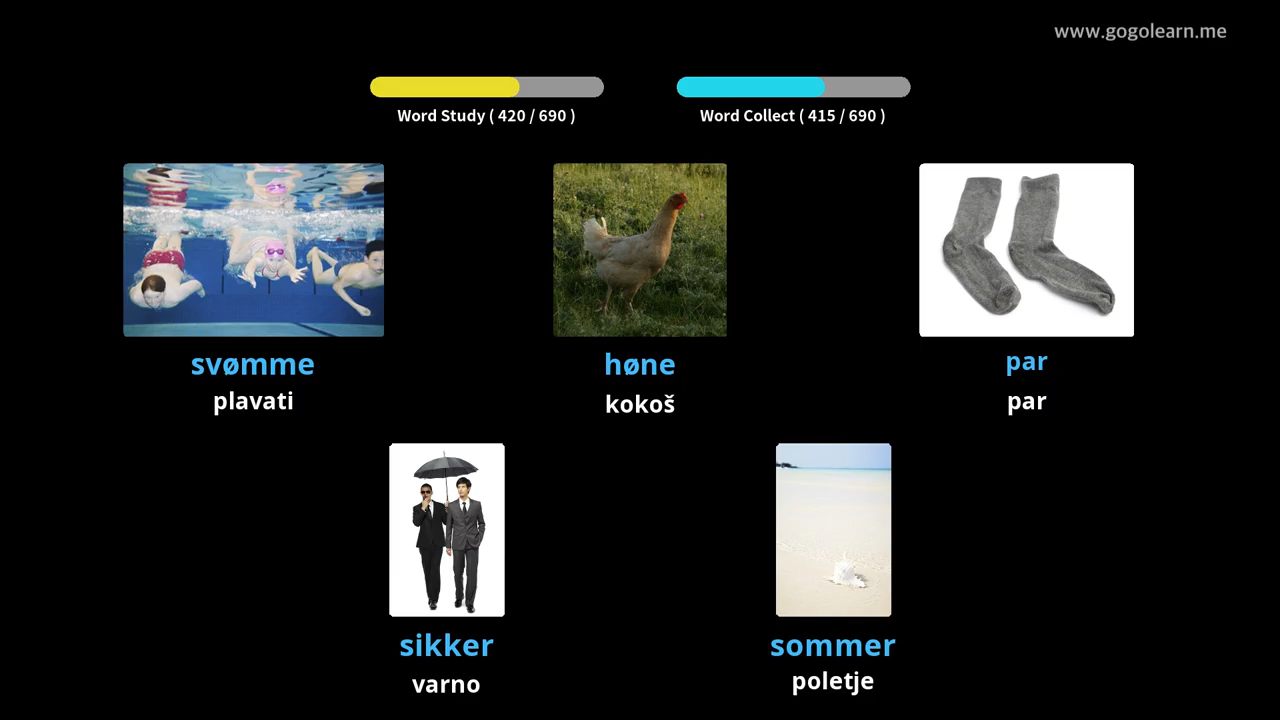 www.gogolearn.me
Word Study ( 420 / 690 )
Word Collect ( 415 / 690 )
svømme
plavati
høne
kokoš
par
par
sikker
varno
sommer
poletje